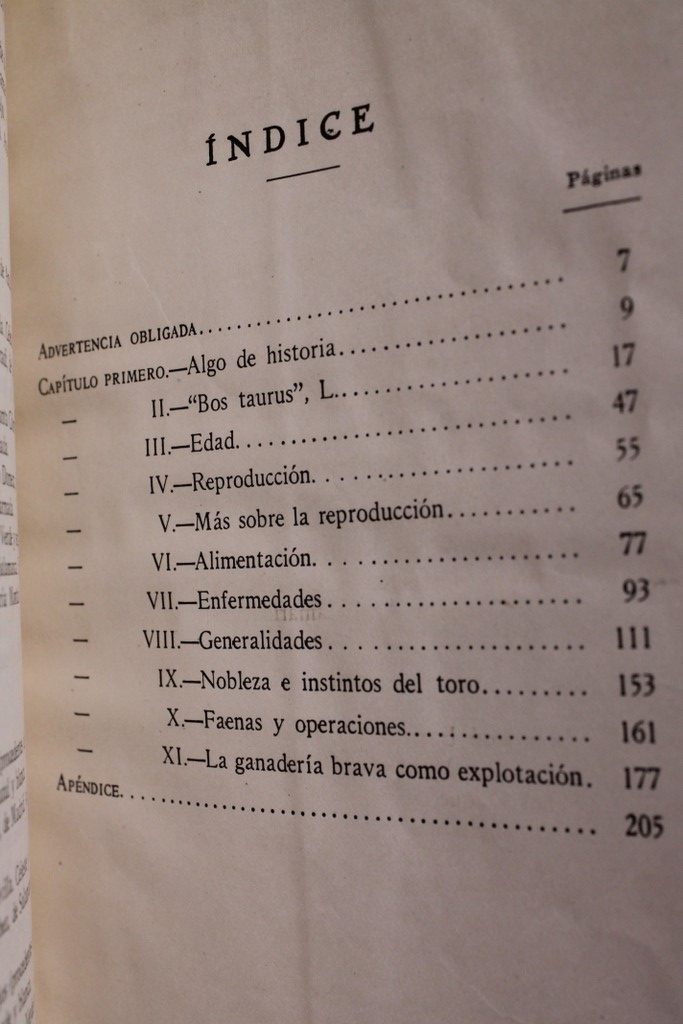 ÍNDICE
Páginas
ADVERTENCIA OBLIGADA........................... 7
CAPÍTULO PRIMERO.—Algo de historia................. 9
— II.—“Bos taurus”, L.................... 17
— III.—Edad......................... 47
— IV.—Reproducción.................... 55
— V.—Más sobre la reproducción........... 65
— VI.—Alimentación.................... 77
— VII.—Enfermedades.................... 93
— VIII.—Generalidades.................... 111
— IX.—Nobleza e instintos del toro......... 153
— X.—Faenas y operaciones................ 161
— XI.—La ganadería brava como explotación. 177
APÉNDICE.................................... 205